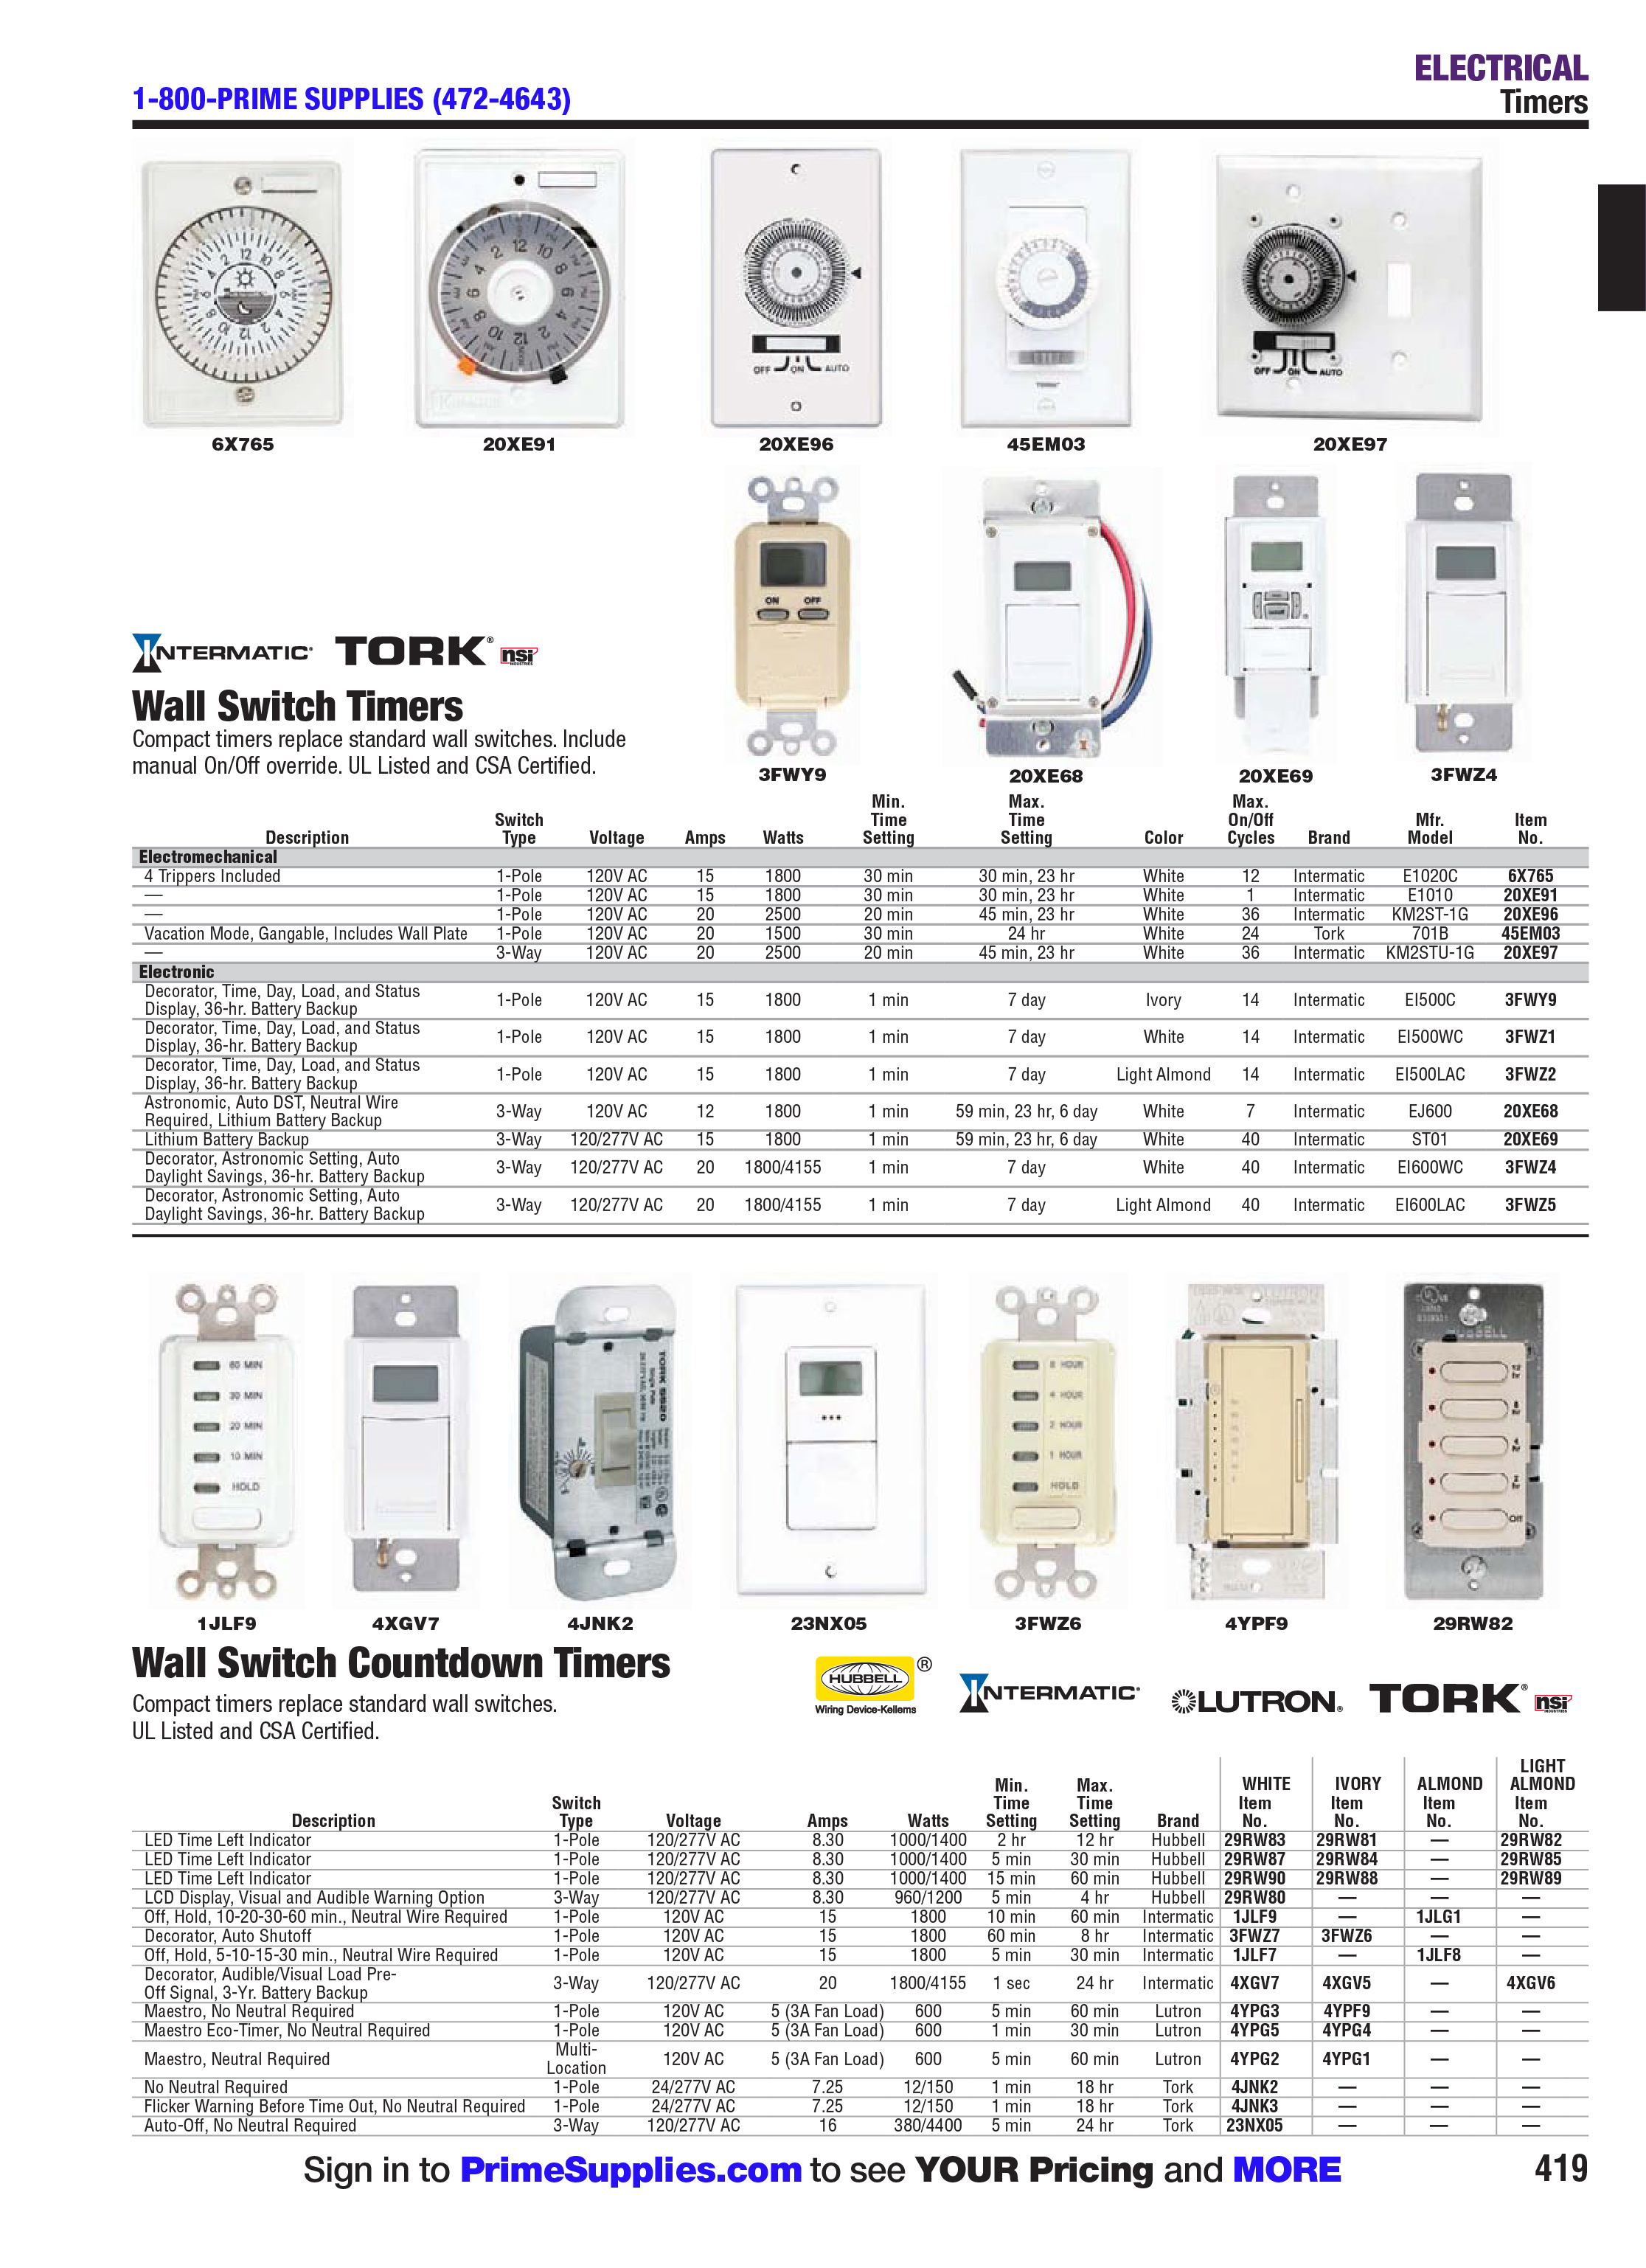 ELECTRICAL
1-800-PRIME SUPPLIES (472-4643)
Timers
6X765 20XE91 20XE96 45EM03 20XE97
OFF ON AUTO
OFF ON AUTO
ON OFF
INTERMATIC® TORK® nsi INDUSTRIES
Wall Switch Timers
Compact timers replace standard wall switches. Include
manual On/Off override. UL Listed and CSA Certified.
3FWY9 20XE68 20XE69 3FWZ4
Description Switch Type Voltage Amps Watts Min. Time Setting Max. Time Setting Color Max. On/Off Cycles Brand Mfr. Model Item No.
Electromechanical
4 Trippers Included 1-Pole 120V AC 15 1800 30 min 30 min, 23 hr White 12 Intermatic E1020C 6X765
— 1-Pole 120V AC 15 1800 30 min 30 min, 23 hr White 1 Intermatic E1010 20XE91
— 1-Pole 120V AC 20 2500 20 min 45 min, 23 hr White 36 Intermatic KM2ST-1G 20XE96
Vacation Mode, Gangable, Includes Wall Plate 1-Pole 120V AC 20 1500 30 min 24 hr White 24 Tork 701B 45EM03
— 3-Way 120V AC 20 2500 20 min 45 min, 23 hr White 36 Intermatic KM2STU-1G 20XE97
Electronic
Decorator, Time, Day, Load, and Status
Display, 36-hr. Battery Backup 1-Pole 120V AC 15 1800 1 min 7 day Ivory 14 Intermatic EI500C 3FWY9
Decorator, Time, Day, Load, and Status
Display, 36-hr. Battery Backup 1-Pole 120V AC 15 1800 1 min 7 day White 14 Intermatic EI500WC 3FWZ1
Decorator, Time, Day, Load, and Status
Display, 36-hr. Battery Backup 1-Pole 120V AC 15 1800 1 min 7 day Light Almond 14 Intermatic EI500LAC 3FWZ2
Astronomic, Auto DST, Neutral Wire
Required, Lithium Battery Backup 3-Way 120V AC 12 1800 1 min 59 min, 23 hr, 6 day White 7 Intermatic EJ600 20XE68
Lithium Battery Backup 3-Way 120/277V AC 15 1800 1 min 59 min, 23 hr, 6 day White 40 Intermatic ST01 20XE69
Decorator, Astronomic Setting, Auto
Daylight Savings, 36-hr. Battery Backup 3-Way 120/277V AC 20 1800/4155 1 min 7 day White 40 Intermatic EI600WC 3FWZ4
Decorator, Astronomic Setting, Auto
Daylight Savings, 36-hr. Battery Backup 3-Way 120/277V AC 20 1800/4155 1 min 7 day Light Almond 40 Intermatic EI600LAC 3FWZ5
60 MIN
30 MIN
20 MIN
10 MIN
HOLD
TORK SS20
8 HOUR
4 HOUR
2 HOUR
1 HOUR
HOLD
12 hr
8 hr
4 hr
2 hr
Off
1JLF9 4XGV7 4JNK2 23NX05 3FWZ6 4YPF9 29RW82
Wall Switch Countdown Timers
Compact timers replace standard wall switches.
UL Listed and CSA Certified.
HUBBELL® Wiring Device-Kellems INTERMATIC® LUTRON® TORK® nsi INDUSTRIES
Description Switch Type Voltage Amps Watts Min. Time Setting Max. Time Setting Brand WHITE Item No. IVORY Item No. ALMOND Item No. LIGHT ALMOND Item No.
LED Time Left Indicator 1-Pole 120/277V AC 8.30 1000/1400 2 hr 12 hr Hubbell 29RW83 29RW81 — 29RW82
LED Time Left Indicator 1-Pole 120/277V AC 8.30 1000/1400 5 min 30 min Hubbell 29RW87 29RW84 — 29RW85
LED Time Left Indicator 1-Pole 120/277V AC 8.30 1000/1400 15 min 60 min Hubbell 29RW90 29RW88 — 29RW89
LCD Display, Visual and Audible Warning Option 3-Way 120/277V AC 8.30 960/1200 5 min 4 hr Hubbell 29RW80 — — —
Off, Hold, 10-20-30-60 min., Neutral Wire Required 1-Pole 120V AC 15 1800 10 min 60 min Intermatic 1JLF9 — 1JLG1 —
Decorator, Auto Shutoff 1-Pole 120V AC 15 1800 60 min 8 hr Intermatic 3FWZ7 3FWZ6 — —
Off, Hold, 5-10-15-30 min., Neutral Wire Required 1-Pole 120V AC 15 1800 5 min 30 min Intermatic 1JLF7 — 1JLF8 —
Decorator, Audible/Visual Load Pre-
Off Signal, 3-Yr. Battery Backup 3-Way 120/277V AC 20 1800/4155 1 sec 24 hr Intermatic 4XGV7 4XGV5 — 4XGV6
Maestro, No Neutral Required 1-Pole 120V AC 5 (3A Fan Load) 600 5 min 60 min Lutron 4YPG3 4YPF9 — —
Maestro Eco-Timer, No Neutral Required 1-Pole 120V AC 5 (3A Fan Load) 600 1 min 30 min Lutron 4YPG5 4YPG4 — —
Maestro, Neutral Required Multi-Location 120V AC 5 (3A Fan Load) 600 5 min 60 min Lutron 4YPG2 4YPG1 — —
No Neutral Required 1-Pole 24/277V AC 7.25 12/150 1 min 18 hr Tork 4JNK2 — — —
Flicker Warning Before Time Out, No Neutral Required 1-Pole 24/277V AC 7.25 12/150 1 min 18 hr Tork 4JNK3 — — —
Auto-Off, No Neutral Required 3-Way 120/277V AC 16 380/4400 5 min 24 hr Tork 23NX05 — — —
Sign in to PrimeSupplies.com to see YOUR Pricing and MORE
419